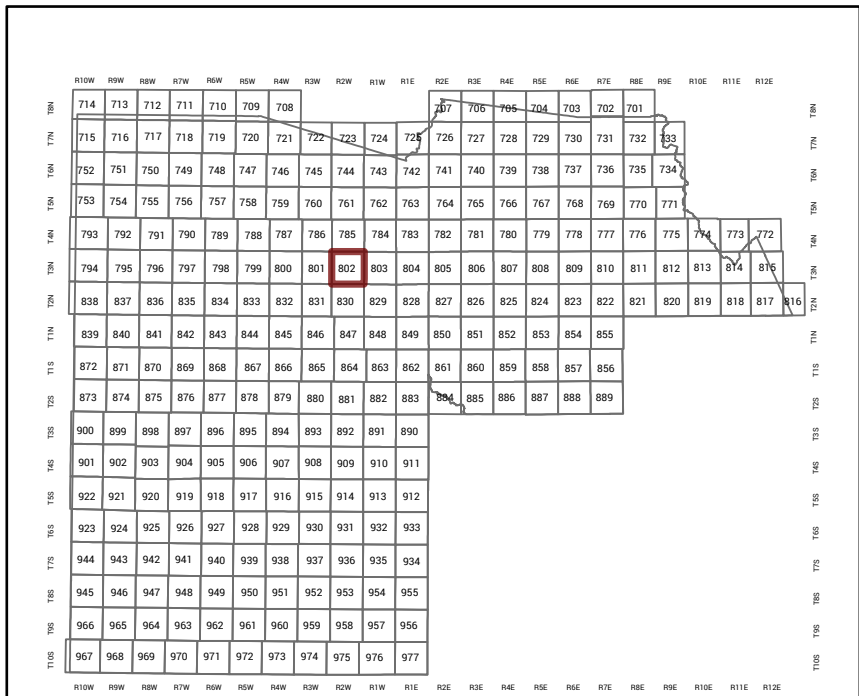 R10W R9W R8W R7W R6W R5W R4W R3W R2W R1W R1E R2E R3E R4E R5E R6E R7E R8E R9E R10E R11E R12E
T8N 714 713 712 711 710 709 708 707 706 705 704 703 702 701 T8N
T7N 715 716 717 718 719 720 721 722 723 724 725 726 727 728 729 730 731 732 733 T7N
T6N 752 751 750 749 748 747 746 745 744 743 742 741 740 739 738 737 736 735 734 T6N
T5N 753 754 755 756 757 758 759 760 761 762 763 764 765 766 767 768 769 770 771 T5N
T4N 793 792 791 790 789 788 787 786 785 784 783 782 781 780 779 778 777 776 775 774 773 772 T4N
T3N 794 795 796 797 798 799 800 801 802 803 804 805 806 807 808 809 810 811 812 813 814 815 T3N
T2N 838 837 836 835 834 833 832 831 830 829 828 827 826 825 824 823 822 821 820 819 818 817 816 T2N
T1N 839 840 841 842 843 844 845 846 847 848 849 850 851 852 853 854 855 T1N
T1S 872 871 870 869 868 867 866 865 864 863 862 861 860 859 858 857 856 T1S
T2S 873 874 875 876 877 878 879 880 881 882 883 884 885 886 887 888 889 T2S
T3S 900 899 898 897 896 895 894 893 892 891 890 T3S
T4S 901 902 903 904 905 906 907 908 909 910 911 T4S
T5S 922 921 920 919 918 917 916 915 914 913 912 T5S
T6S 923 924 925 926 927 928 929 930 931 932 933 T6S
T7S 944 943 942 941 940 939 938 937 936 935 934 T7S
T8S 945 946 947 948 949 950 951 952 953 954 955 T8S
T9S 966 965 964 963 962 961 960 959 958 957 956 T9S
T10S 967 968 969 970 971 972 973 974 975 976 977 T10S
R10W R9W R8W R7W R6W R5W R4W R3W R2W R1W R1E R2E R3E R4E R5E R6E R7E R8E R9E R10E R11E R12E